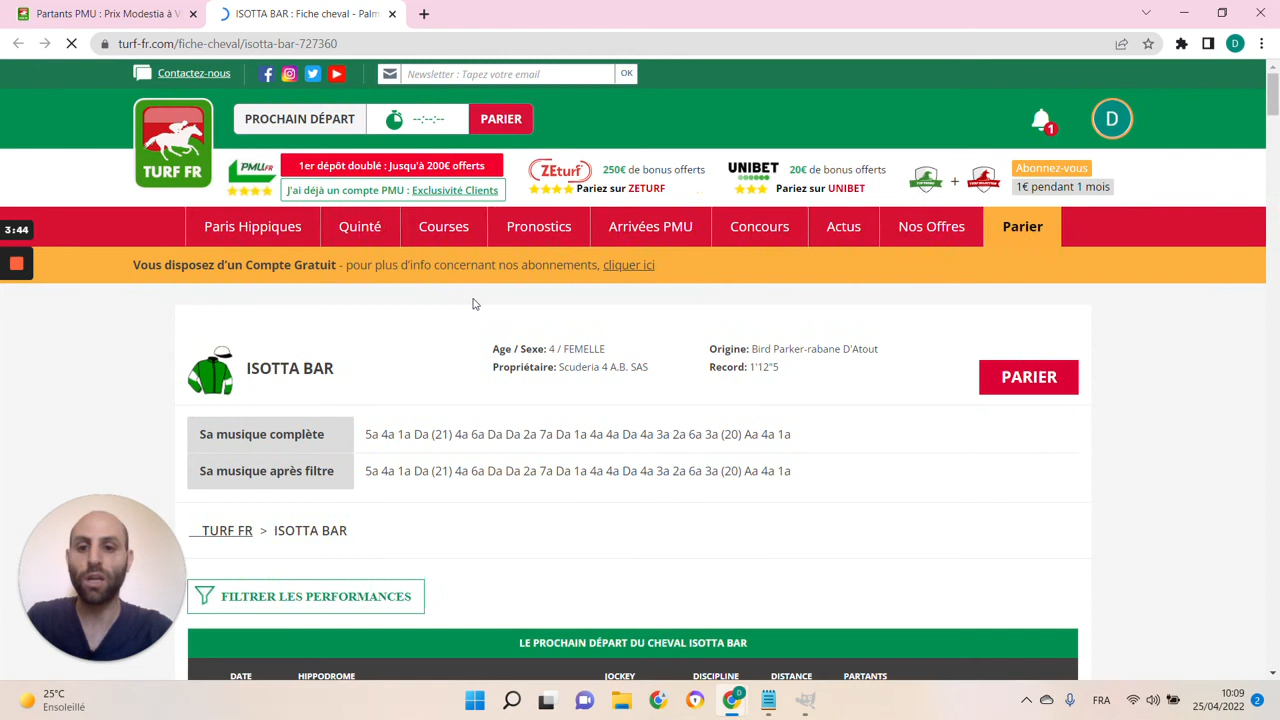 Partants PMU : Prix Modestia à V
ISOTTA BAR : Fiche cheval - Palm
turf-fr.com/fiche-cheval/isotta-bar-727360
D
Contactez-nous
Newsletter : Tapez votre email
OK
TURF FR
PROCHAIN DÉPART
--:--:--
PARIER
1
D
PMU.FR
1er dépôt doublé : Jusqu'à 200€ offerts
J'ai déjà un compte PMU : Exclusivité Clients
ZEturf
250€ de bonus offerts
Pariez sur ZETURF
UNIBET
20€ de bonus offerts
Pariez sur UNIBET
+
Abonnez-vous
1€ pendant 1 mois
3:44
Paris Hippiques
Quinté
Courses
Pronostics
Arrivées PMU
Concours
Actus
Nos Offres
Parier
Vous disposez d'un Compte Gratuit - pour plus d'info concernant nos abonnements, cliquer ici
ISOTTA BAR
Age / Sexe: 4 / FEMELLE
Propriétaire: Scuderia 4 A.B. SAS
Origine: Bird Parker-rabane D'Atout
Record: 1'12"5
PARIER
Sa musique complète
5a 4a 1a Da (21) 4a 6a Da Da 2a 7a Da 1a 4a 4a Da 4a 3a 2a 6a 3a (20) Aa 4a 1a
Sa musique après filtre
5a 4a 1a Da (21) 4a 6a Da Da 2a 7a Da 1a 4a 4a Da 4a 3a 2a 6a 3a (20) Aa 4a 1a
TURF FR > ISOTTA BAR
FILTRER LES PERFORMANCES
LE PROCHAIN DÉPART DU CHEVAL ISOTTA BAR
DATE HIPPODROME JOCKEY DISCIPLINE DISTANCE PARTANTS
25°C
Ensoleillé
D
FRA
10:09
25/04/2022
2